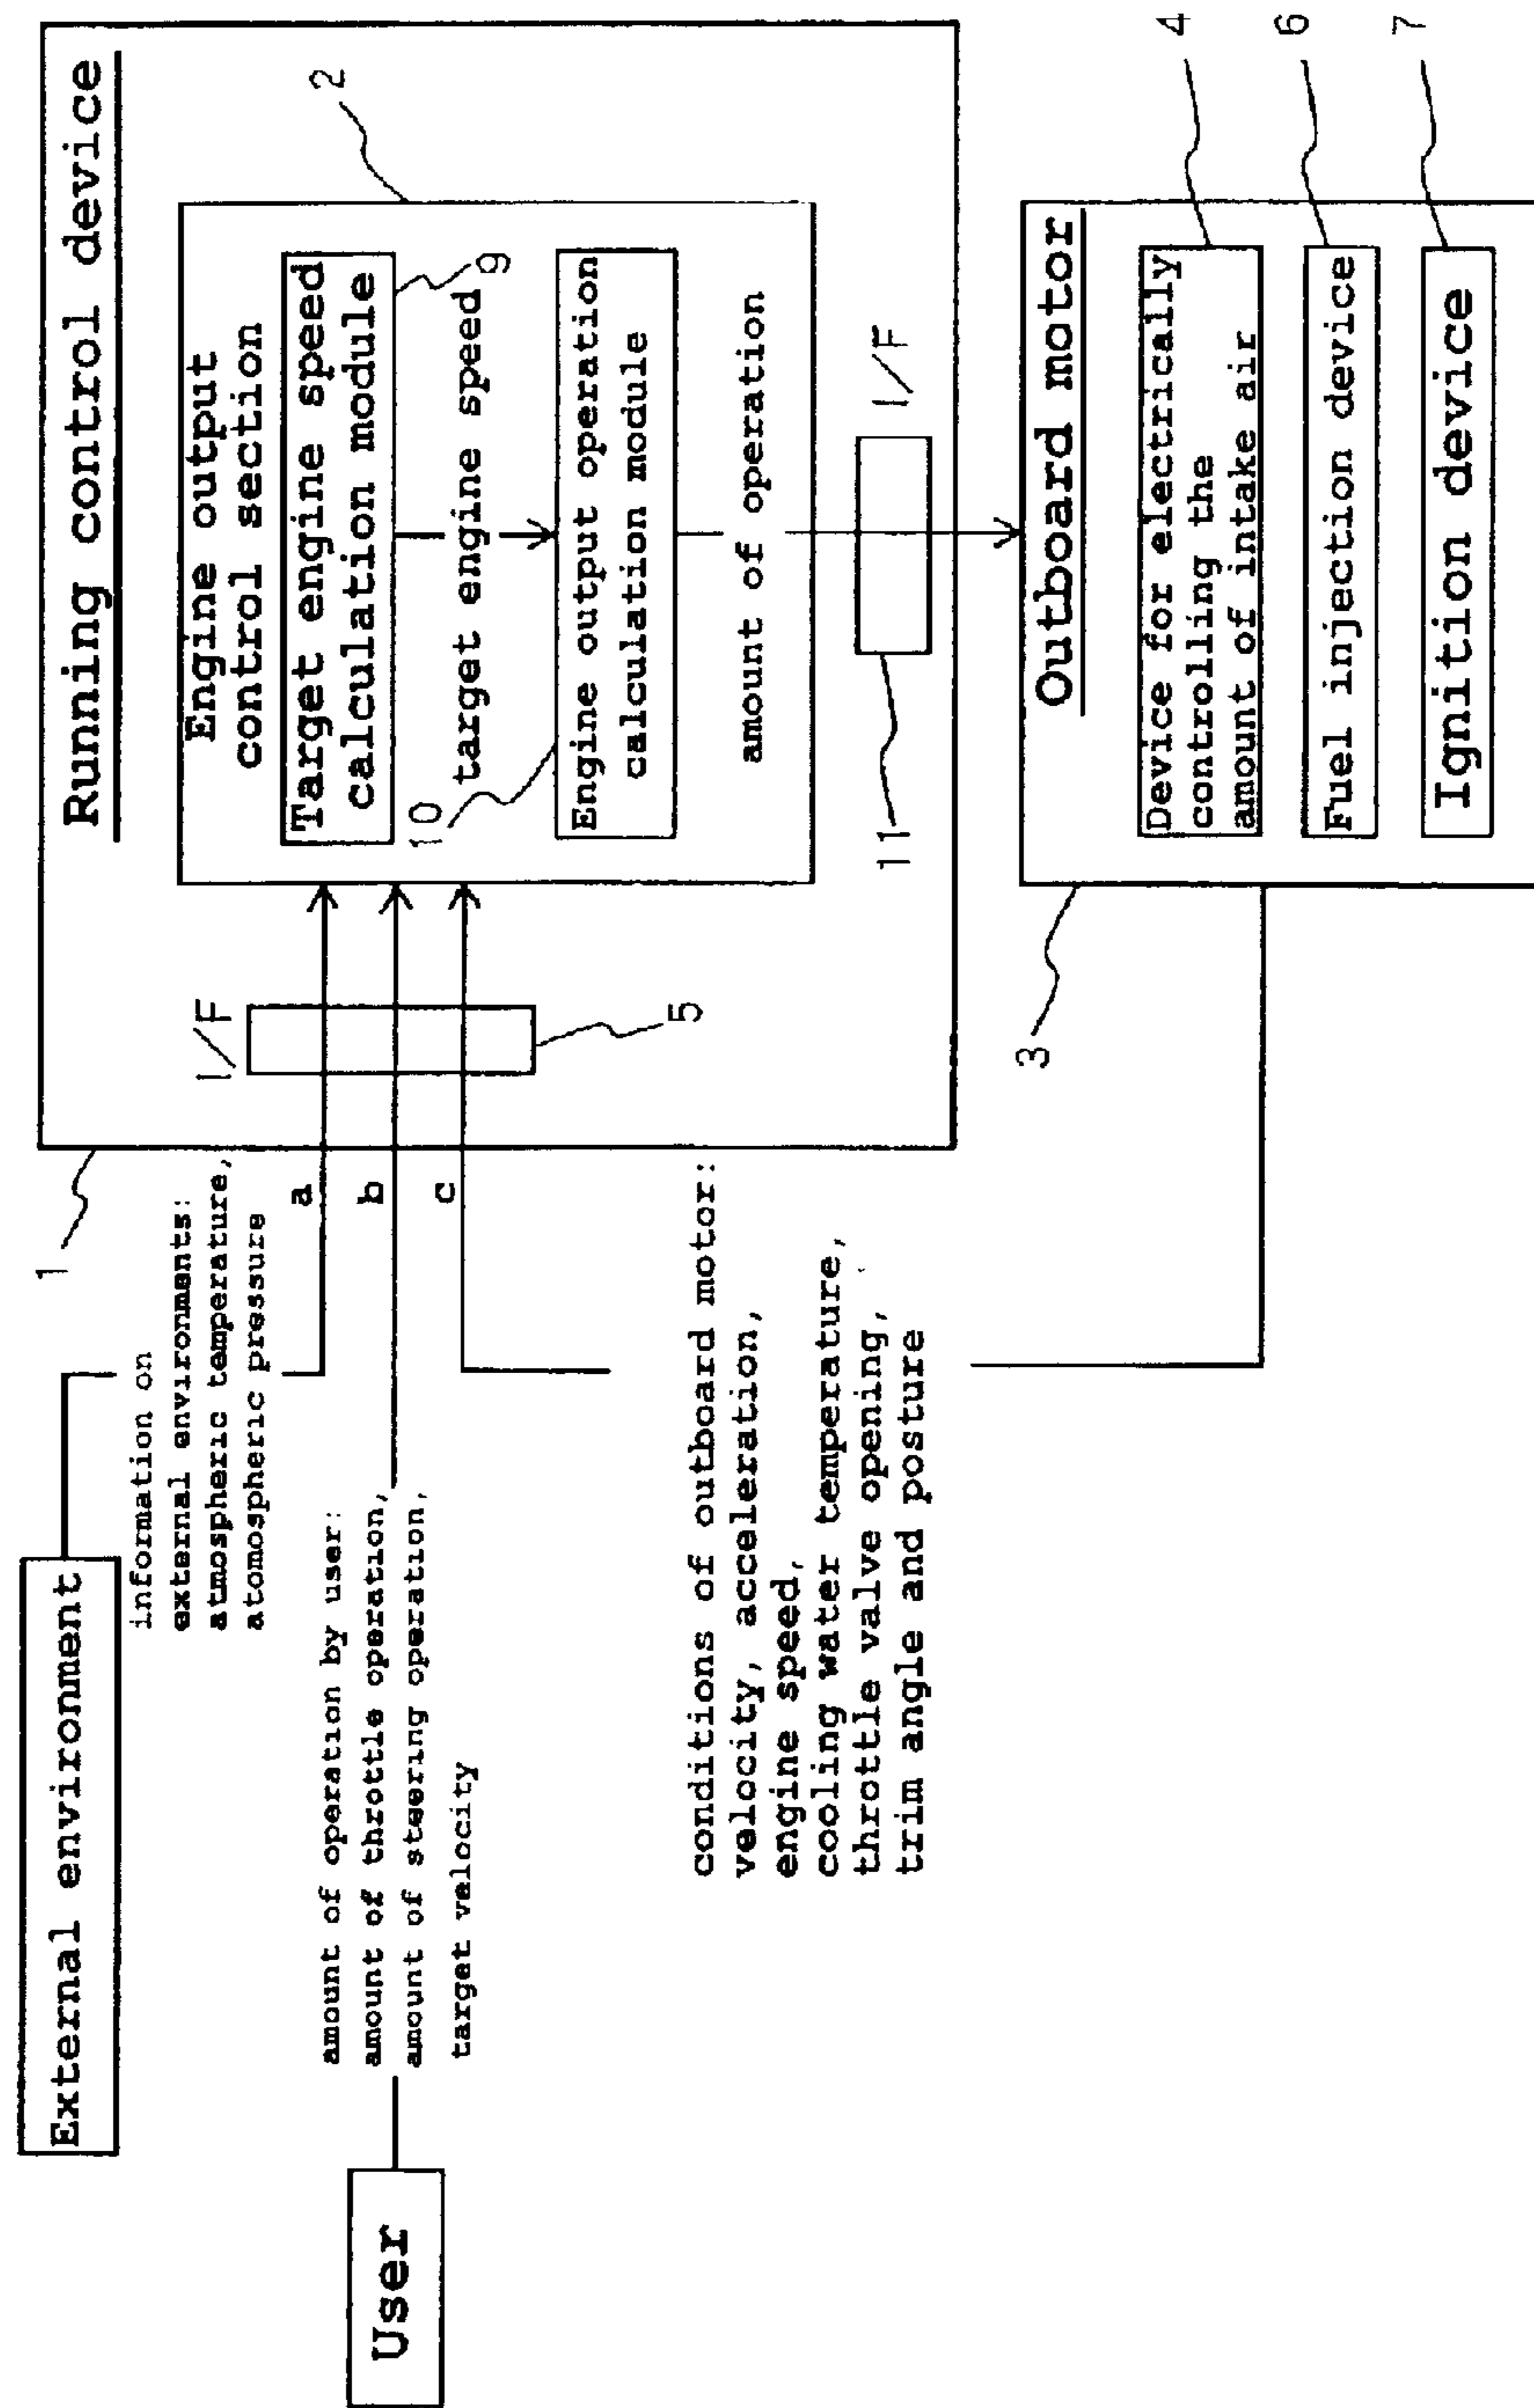 External environment
information on
external environments:
atmospheric temperature,
atomospheric pressure
User
amount of operation by user:
amount of throttle operation,
amount of steering operation,
target velocity
conditions of outboard motor:
velocity, acceleration,
engine speed,
cooling water temperature,
throttle valve opening,
trim angle and posture
1
a
b
c
I/F
5
Running control device
2
Engine output
control section
Target engine speed
calculation module
9
target engine speed
10
Engine output operation
calculation module
amount of operation
11
I/F
3
Outboard motor
Device for electrically
controlling the
amount of intake air
4
Fuel injection device
6
Ignition device
7